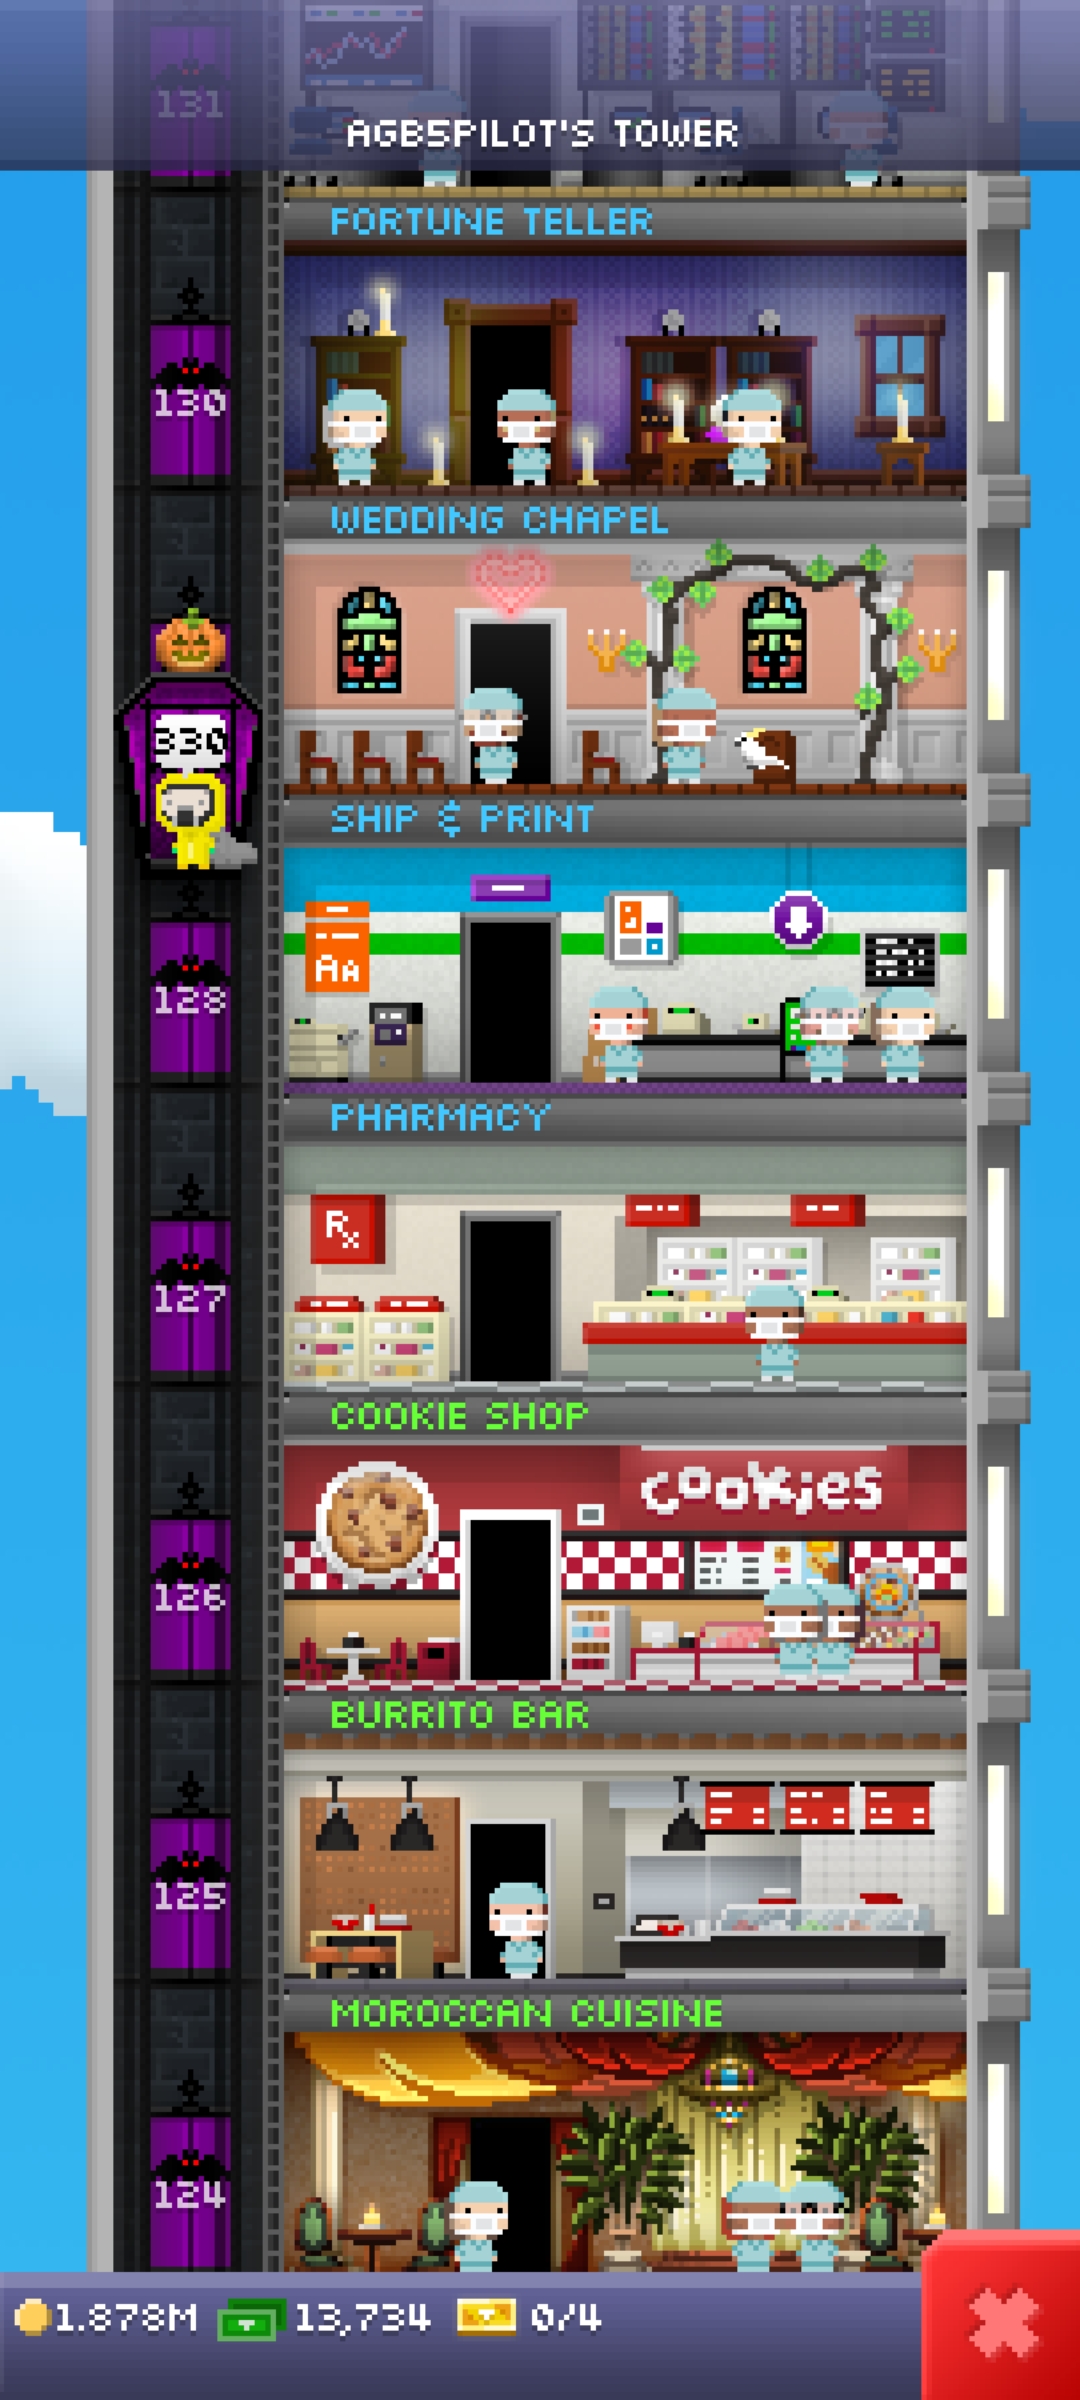 131
AGB5PILOT'S TOWER
FORTUNE TELLER
130
WEDDING CHAPEL
330
SHIP & PRINT
AA
128
PHARMACY
Rx
127
COOKIE SHOP
cookies
126
BURRITO BAR
125
MOROCCAN CUISINE
124
1.878M 13,734 0/4